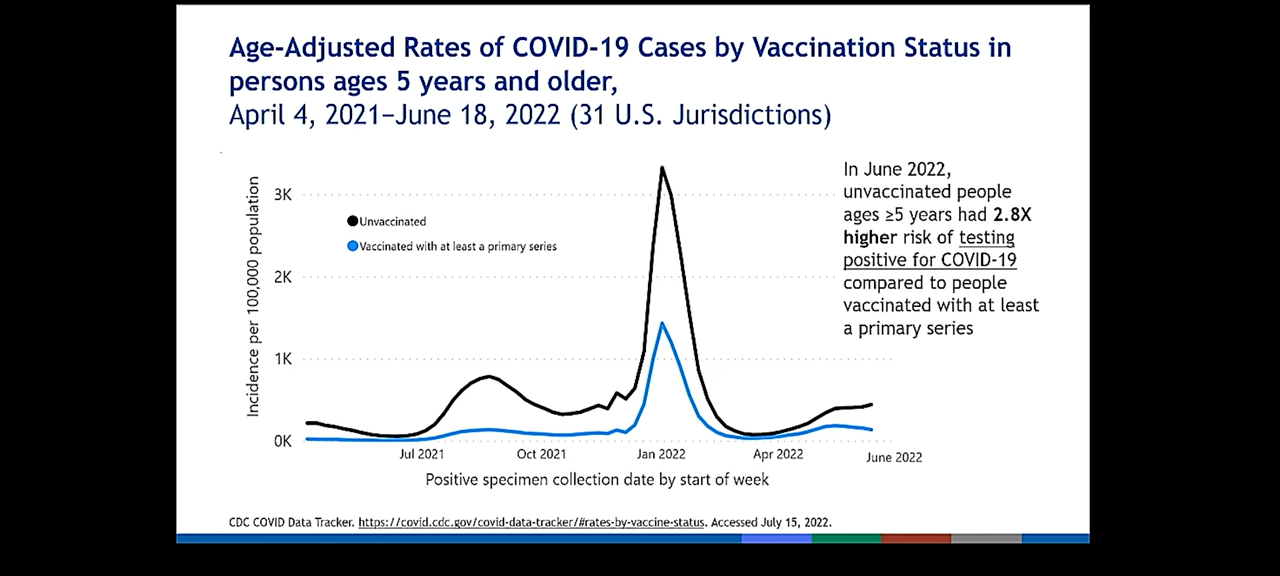 Age-Adjusted Rates of COVID-19 Cases by Vaccination Status in
persons ages 5 years and older,
April 4, 2021–June 18, 2022 (31 U.S. Jurisdictions)
In June 2022,
unvaccinated people
ages ≥5 years had 2.8X
higher risk of testing
positive for COVID-19
compared to people
vaccinated with at least
a primary series
Incidence per 100,000 population
3K
2K
1K
0K
Unvaccinated
Vaccinated with at least a primary series
Jul 2021
Oct 2021
Jan 2022
Apr 2022
June 2022
Positive specimen collection date by start of week
CDC COVID Data Tracker. https://covid.cdc.gov/covid-data-tracker/#rates-by-vaccine-status. Accessed July 15, 2022.